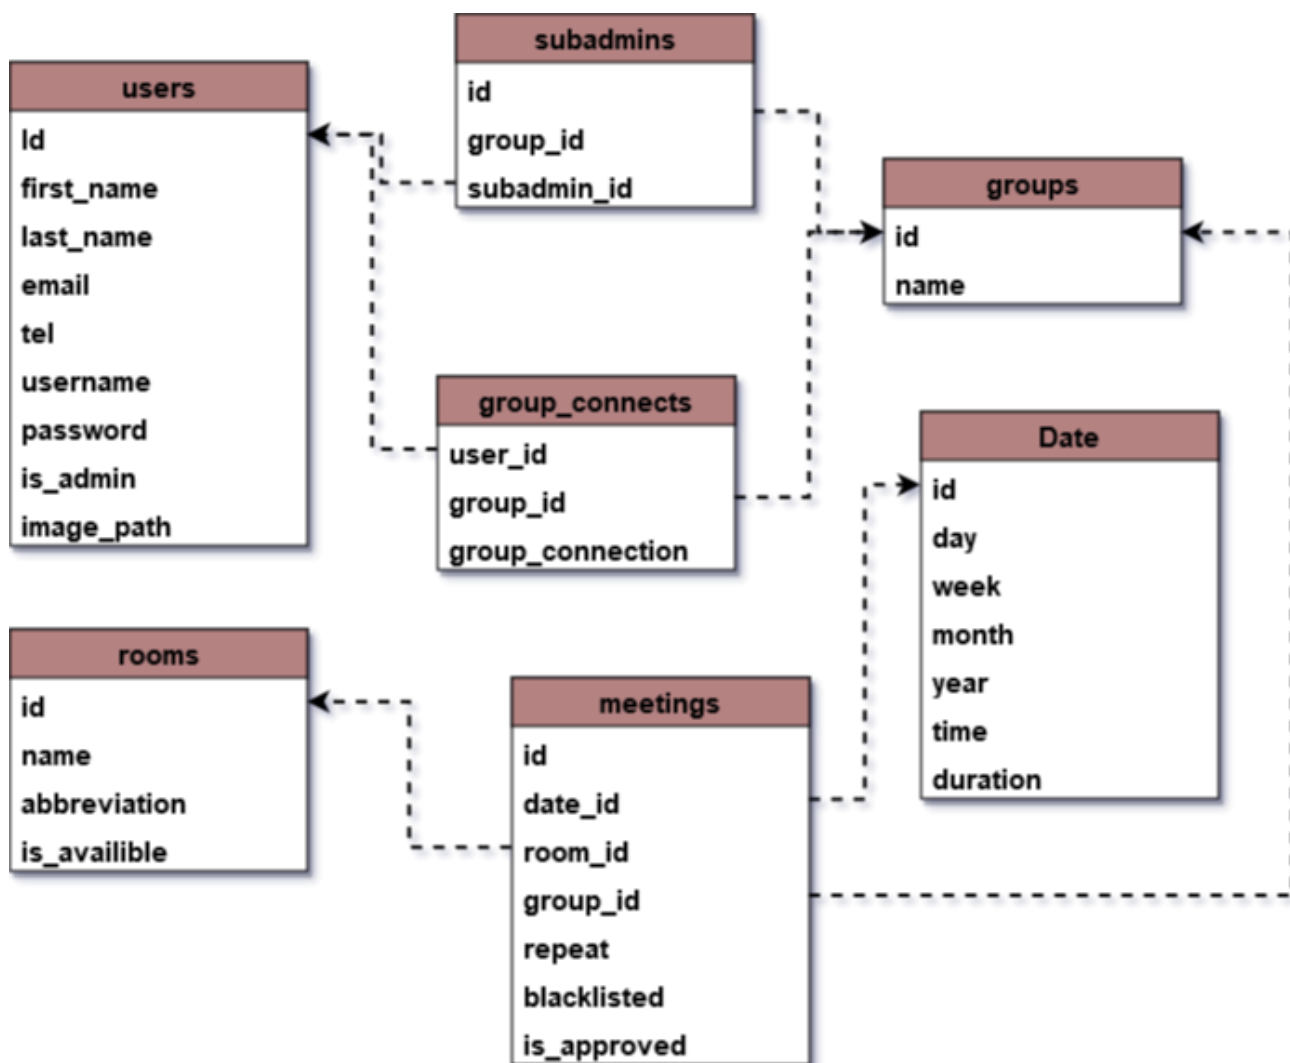 subadmins
id
group_id
subadmin_id
users
Id
first_name
last_name
email
tel
username
password
is_admin
image_path
groups
id
name
group_connects
user_id
group_id
group_connection
Date
id
day
week
month
year
time
duration
rooms
id
name
abbreviation
is_availible
meetings
id
date_id
room_id
group_id
repeat
blacklisted
is_approved